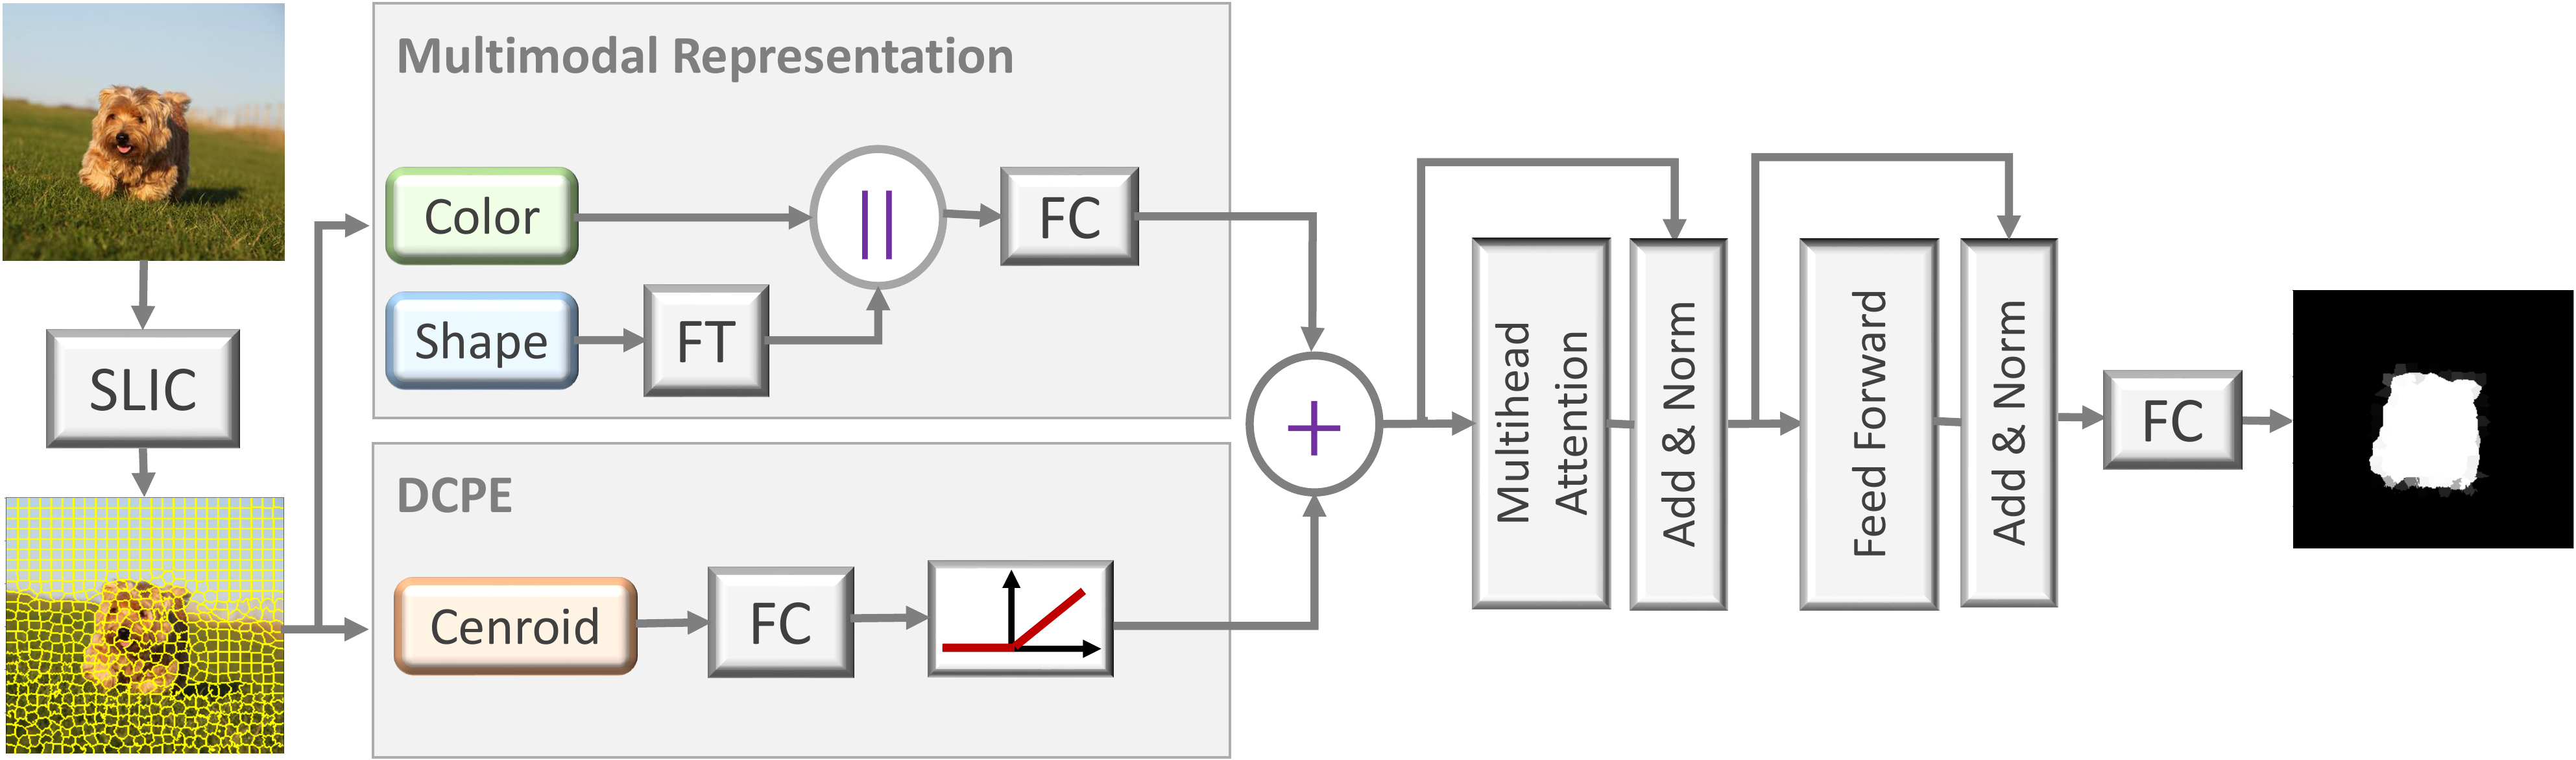 Multimodal Representation
Color
||
FC
Shape
FT
SLIC
DCPE
Cenroid
FC
+
Multihead
Attention
Add & Norm
Feed Forward
Add & Norm
FC